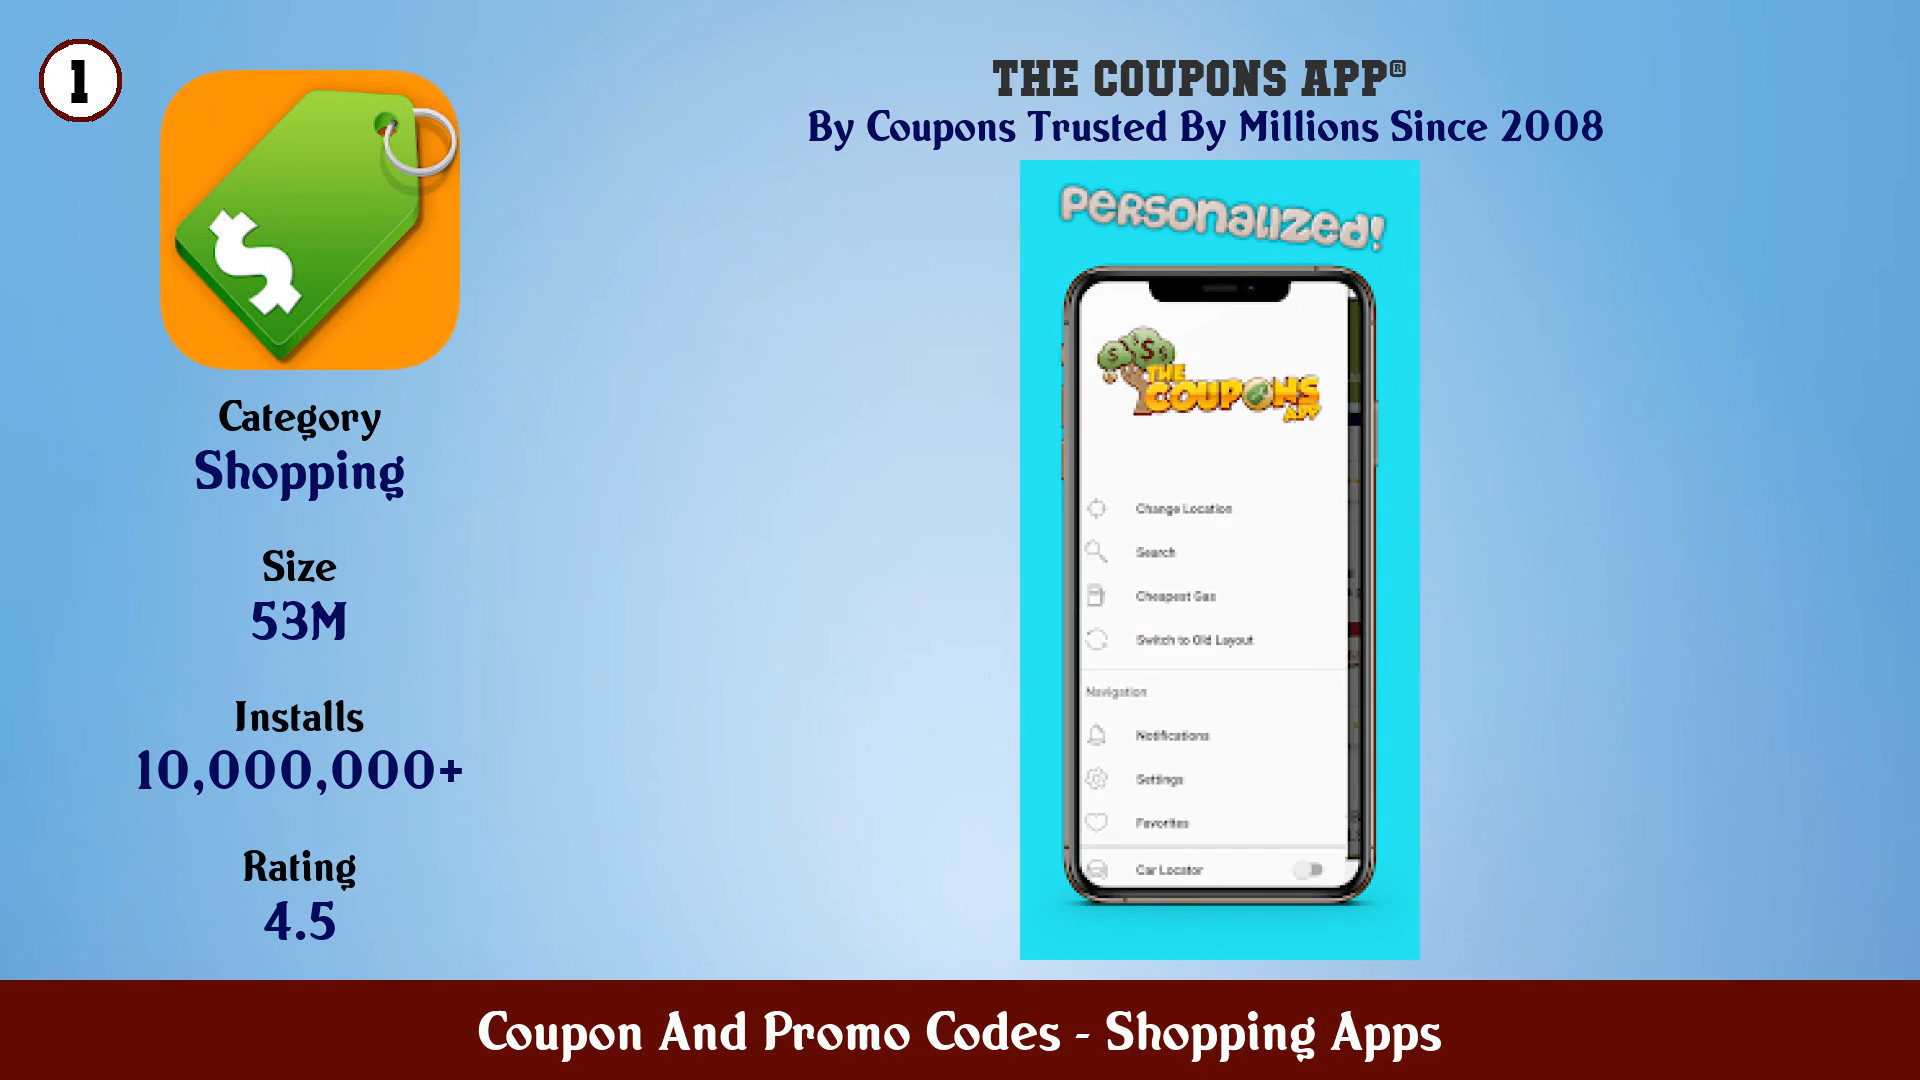 1
THE COUPONS APP®
By Coupons Trusted By Millions Since 2008
Personalized!
THE
COUPONS
APP
Change Location
Search
Cheapest Gas
Switch to Old Layout
Navigation
Notifications
Settings
Favorites
Car Locator
Category
Shopping
Size
53M
Installs
10,000,000+
Rating
4.5
Coupon And Promo Codes - Shopping Apps